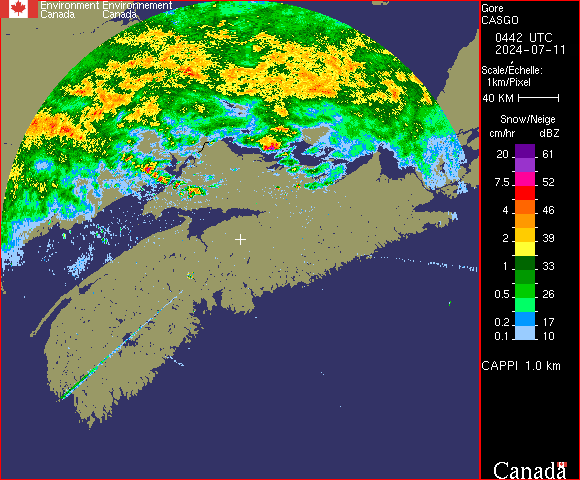 Environment Environnement
Canada Canada
Gore
CASGO
0442 UTC
2024-07-11
Scale/Échelle:
1km/Pixel
40 KM
Snow/Neige
cm/hr dBZ
20 61
7.5 52
4 46
2 39
1 33
0.5 26
0.2 17
0.1 10
CAPPI 1.0 km
Canada